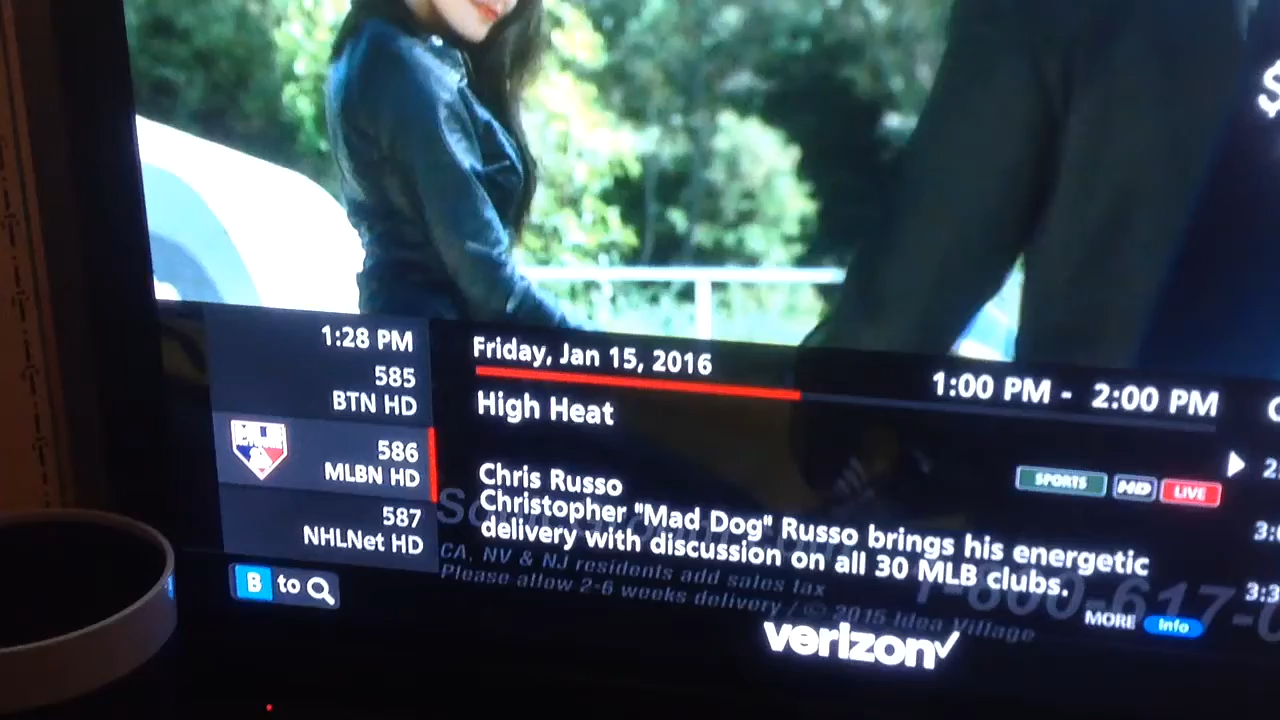 $
1:28 PM
585
BTN HD
586
MLBN HD
587
NHLNet HD
B to
Friday, Jan 15, 2016
1:00 PM - 2:00 PM
High Heat
SPORTS HD LIVE
Chris Russo
Christopher "Mad Dog" Russo brings his energetic
delivery with discussion on all 30 MLB clubs.
CA, NV & NJ residents add sales tax
Please allow 2-6 weeks delivery / © 2015 Idea Village
1-800-617-
MORE Info
verizon